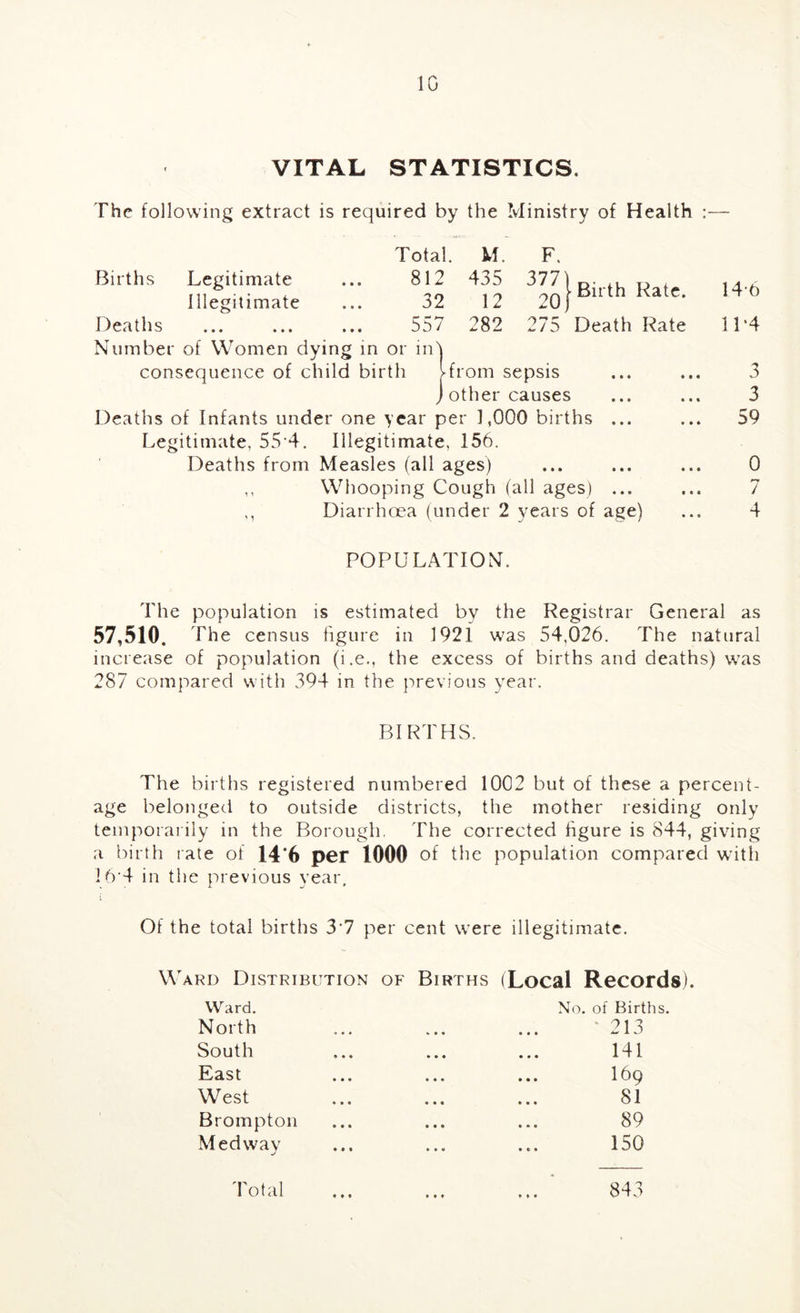 10
VITAL STATISTICS.
The following extract is required by the Ministry of Health :—
Total. M. F.
Births Legitimate ... 812 435 377} Birth Rate. 14·6
Illegitimate ... 32 12 20}
Deaths ... ... ... 557 282 275 Death Rate 11·4
Number of Women dying in or in}
consequence of child birth }from sepsis ... ... 3
} other causes ... ... 3
Deaths of Infants under one year per 1,000 births ... ... 59
Legitimate, 55·4. Illegitimate, 156.
Deaths from Measles (all ages) ... ... ... 0
,, Whooping Cough (all ages) ... ... 7
,, Diarrhœa (under 2 years of age) ... 4
POPULATION.
The population is estimated by the Registrar General as
57,510. The census figure in 1921 was 54,026. The natural
increase of population (i.e., the excess of births and deaths) was
287 compared with 394 in the previous year.
BIRTHS.
The births registered numbered 1002 but of these a percent-
age belonged to outside districts, the mother residing only
temporarily in the Borough. The corrected figure is 844, giving
a birth rate of 14·6 per 1000 of the population compared with
16·4 in the previous year.
Of the total births 3·7 per cent were illegitimate.
Ward Distribution of Births (Local Records).
Ward. No. of Births.
North ... ... ... 213
South ... ... ... 141
East ... ... ... 169
West ... ... ... 81
Brompton ... ... ... 89
Medway ... ... ... 150
Total ... ... ... 843